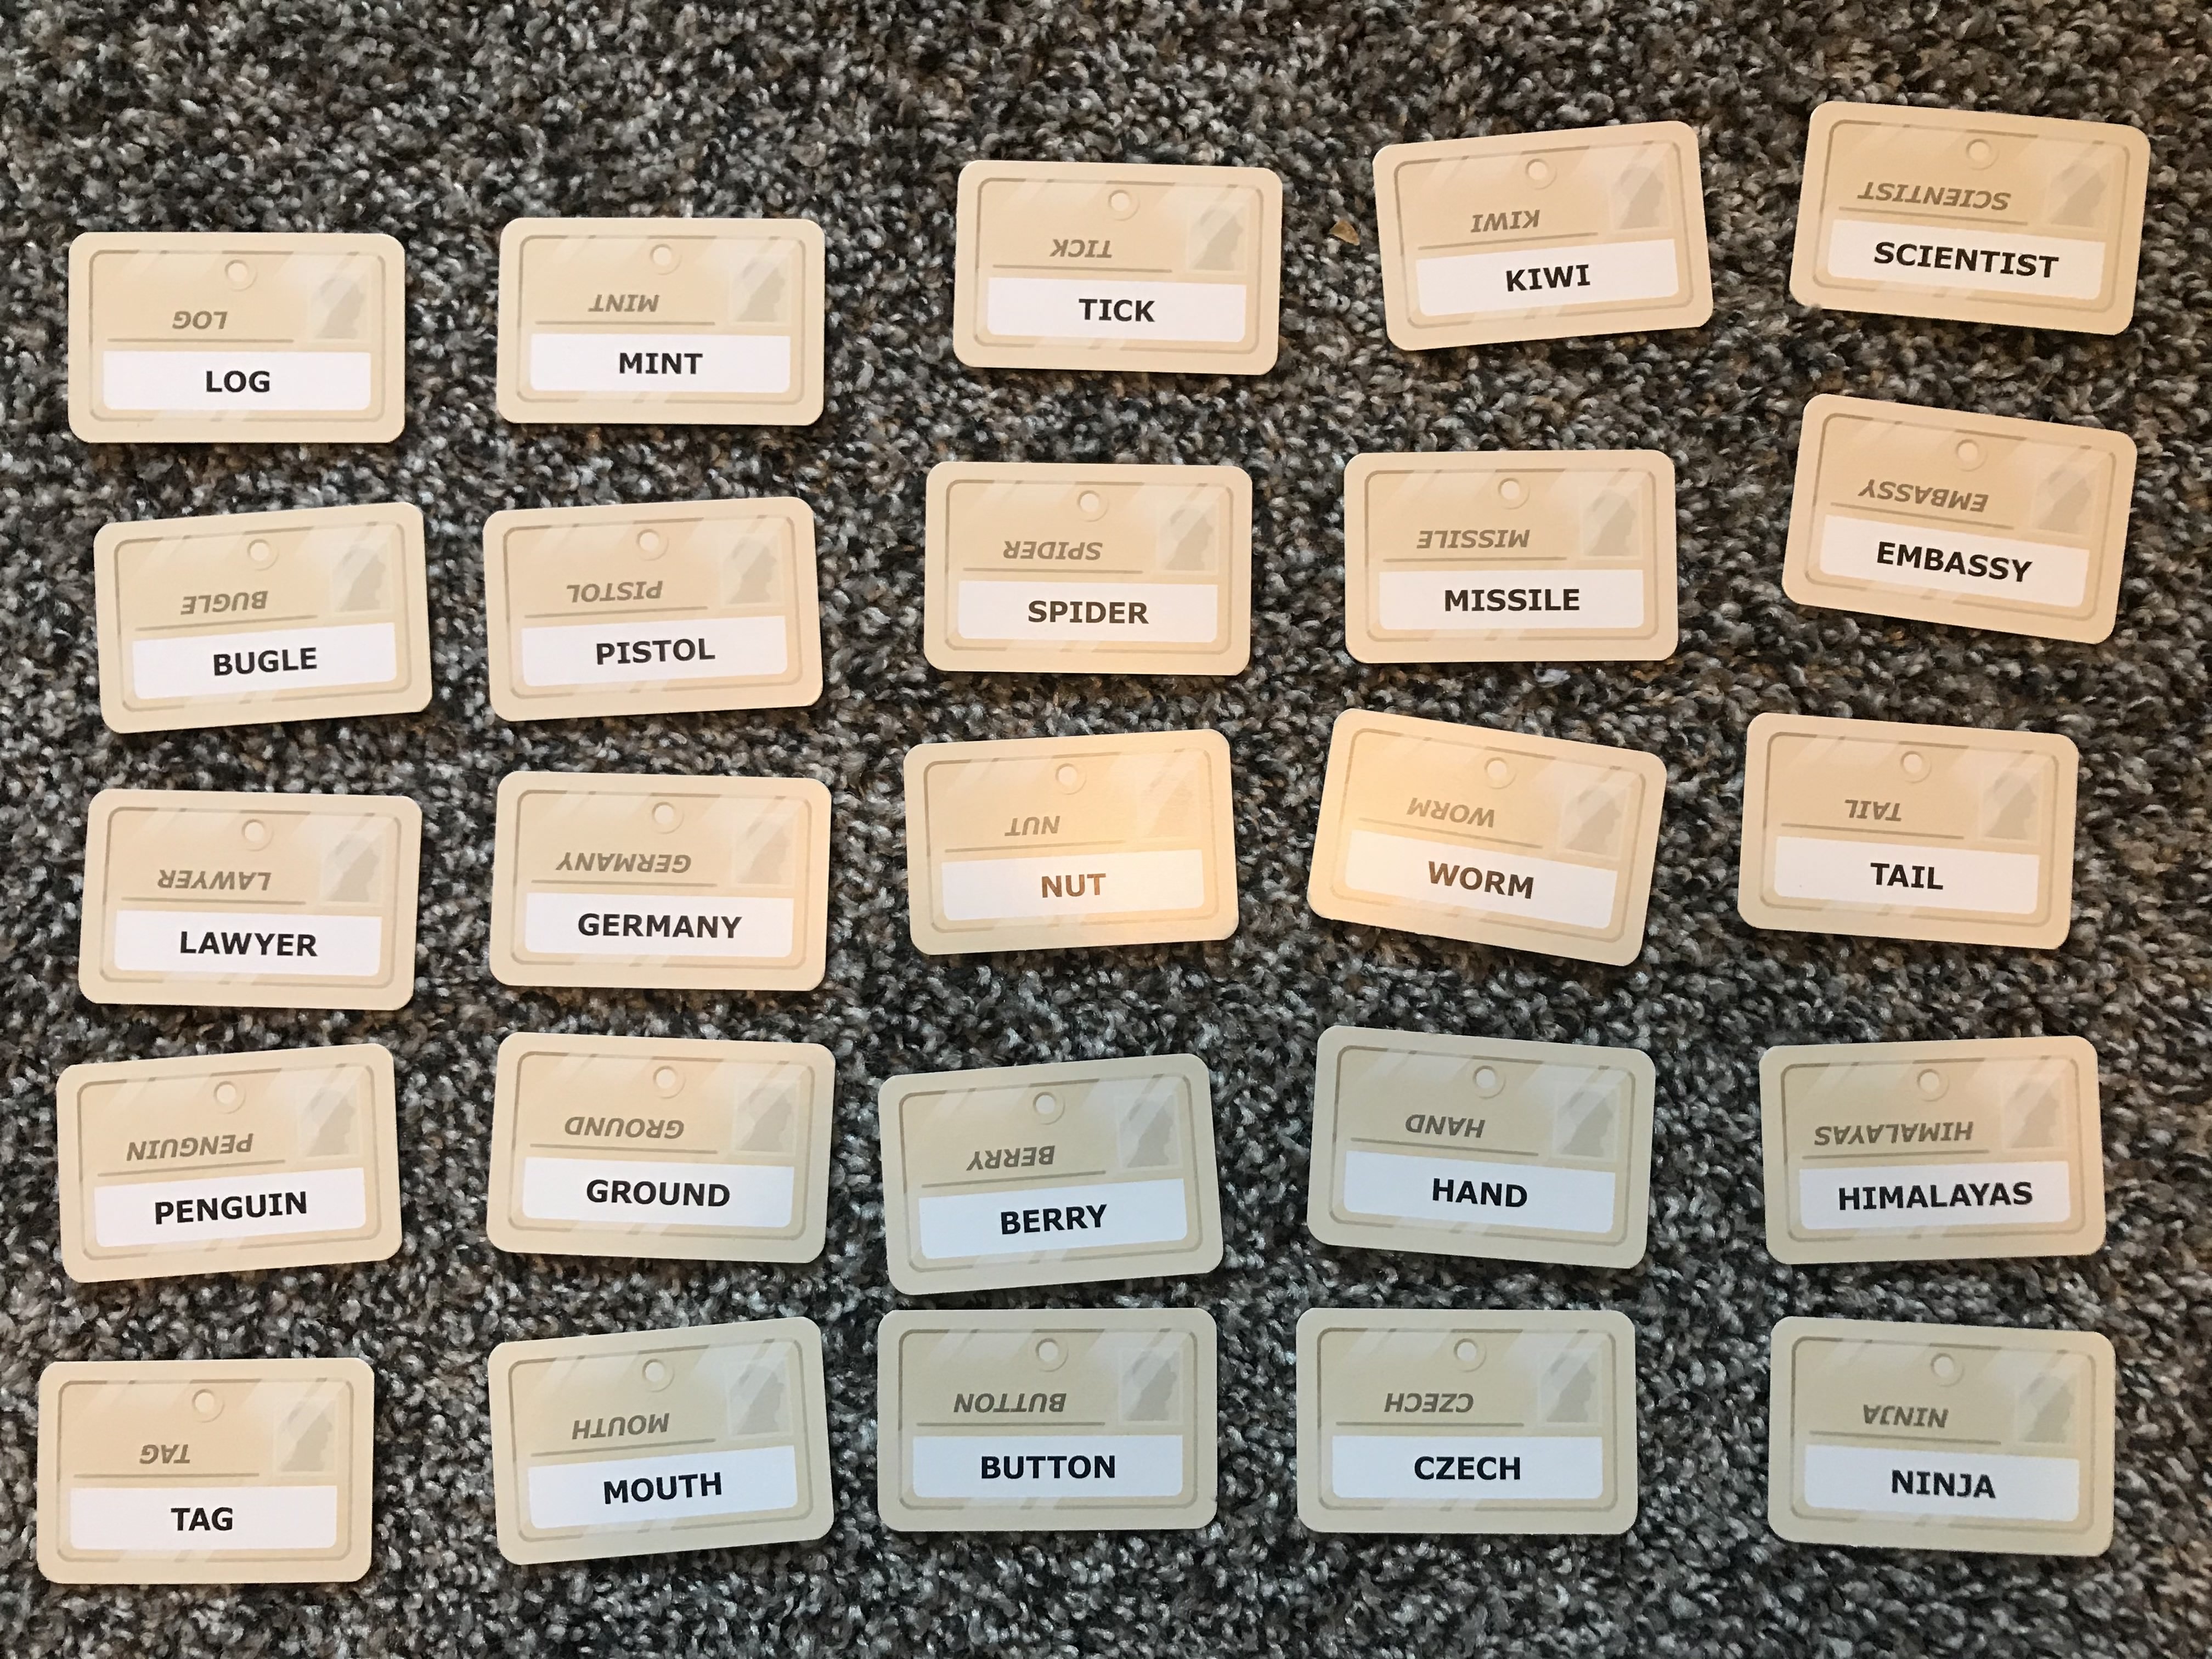 LOG
LOG
MINT
MINT
TICK
TICK
KIWI
KIWI
SCIENTIST
SCIENTIST
BUGLE
BUGLE
PISTOL
PISTOL
SPIDER
SPIDER
MISSILE
MISSILE
EMBASSY
EMBASSY
LAWYER
LAWYER
GERMANY
GERMANY
NUT
NUT
WORM
WORM
TAIL
TAIL
PENGUIN
PENGUIN
GROUND
GROUND
BERRY
BERRY
HAND
HAND
HIMALAYAS
HIMALAYAS
TAG
TAG
MOUTH
MOUTH
BUTTON
BUTTON
CZECH
CZECH
NINJA
NINJA